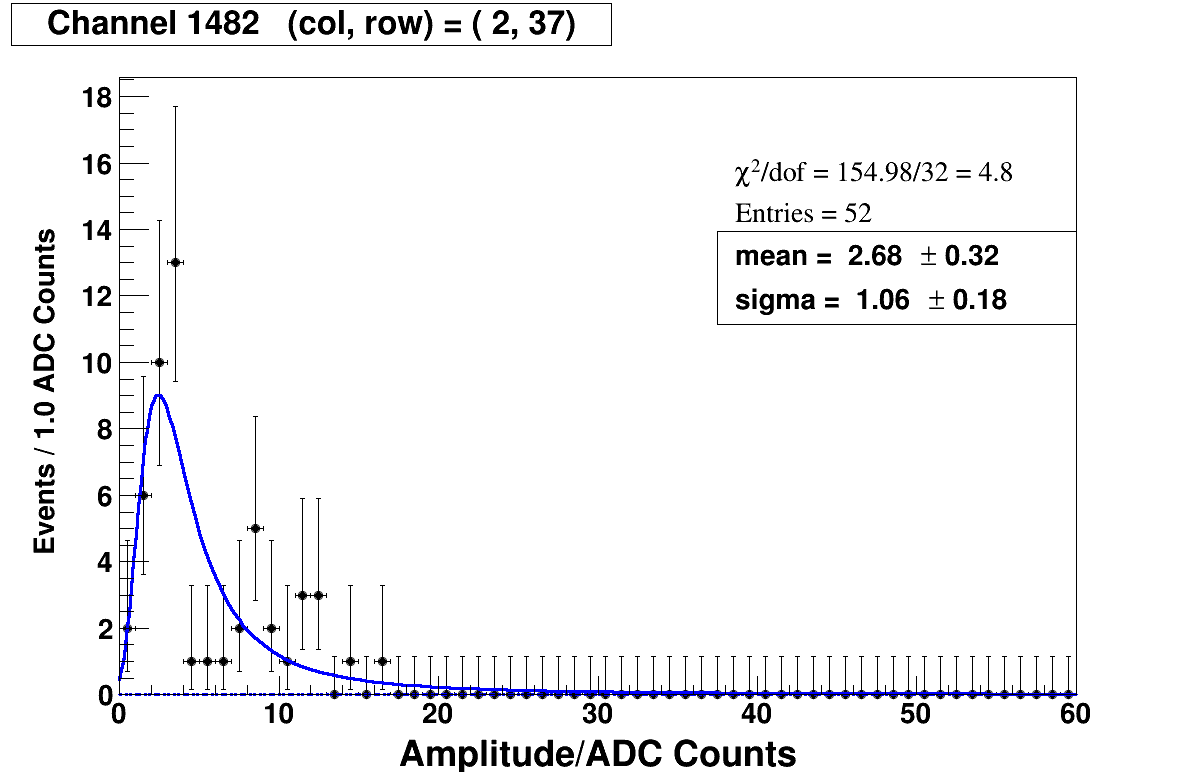 Channel 1482 (col, row) = ( 2, 37)
18
16
14
12
10
8
6
4
2
0
Events / 1.0 ADC Counts
χ²/dof = 154.98/32 = 4.8
Entries = 52
mean = 2.68 ± 0.32
sigma = 1.06 ± 0.18
0 10 20 30 40 50 60
Amplitude/ADC Counts